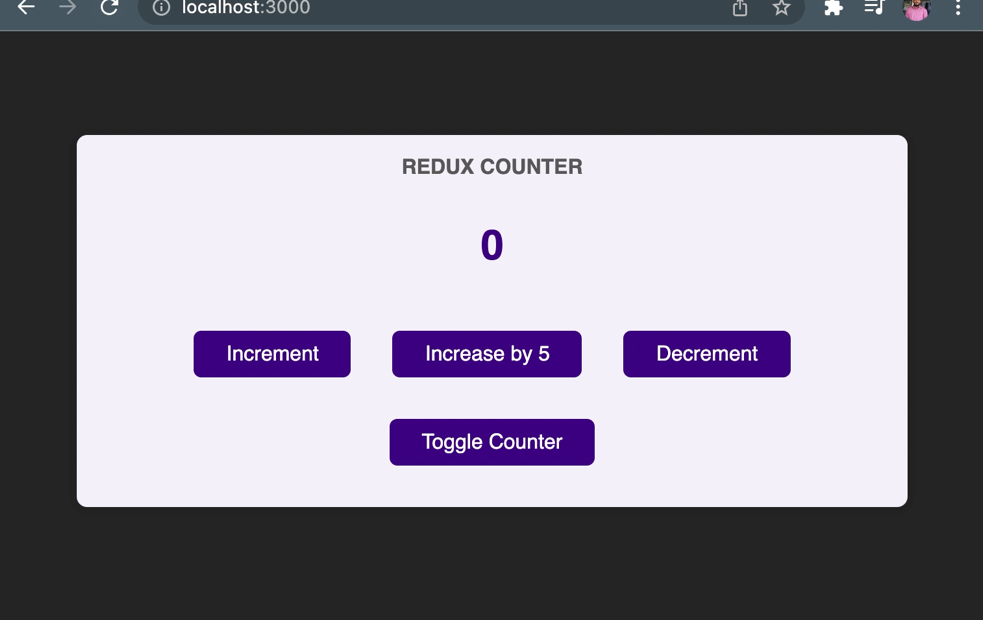 localhost:3000
REDUX COUNTER
0
Increment Increase by 5 Decrement
Toggle Counter